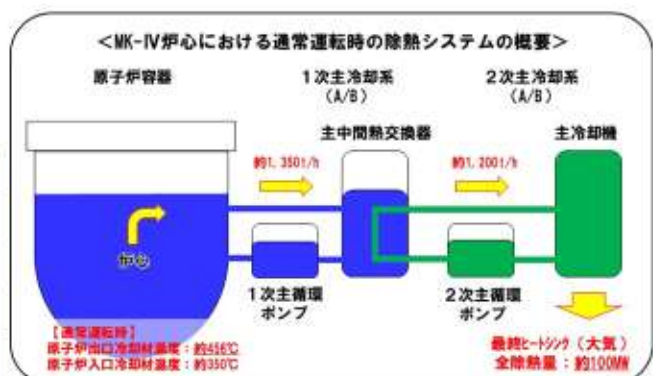 <MK-Ⅳ炉心における通常運転時の除熱システムの概要>
原子炉容器
1次主冷却系
(A/B)
2次主冷却系
(A/B)
主中間熱交換器
主冷却機
約1,350t/h
約1,200t/h
炉心
1次主循環
ポンプ
2次主循環
ポンプ
【通常運転時】
原子炉出口冷却材温度:約456℃
原子炉入口冷却材温度:約350℃
最終ヒートシンク(大気)
全除熱量:約100MW